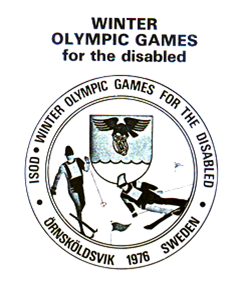 WINTER
OLYMPIC GAMES
for the disabled
ISOD • WINTER OLYMPIC GAMES FOR THE DISABLED •
ÖRNSKÖLDSVIK 1976 SWEDEN